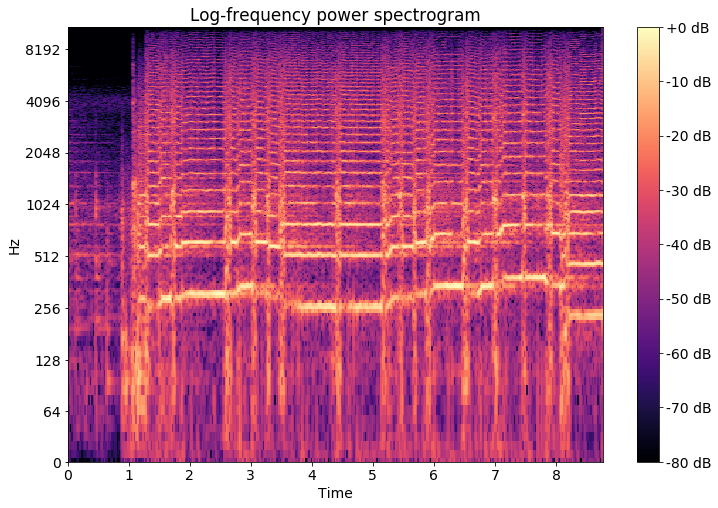 Log-frequency power spectrogram
Hz
8192
4096
2048
1024
512
256
128
64
0
0 1 2 3 4 5 6 7 8
Time
+0 dB
-10 dB
-20 dB
-30 dB
-40 dB
-50 dB
-60 dB
-70 dB
-80 dB